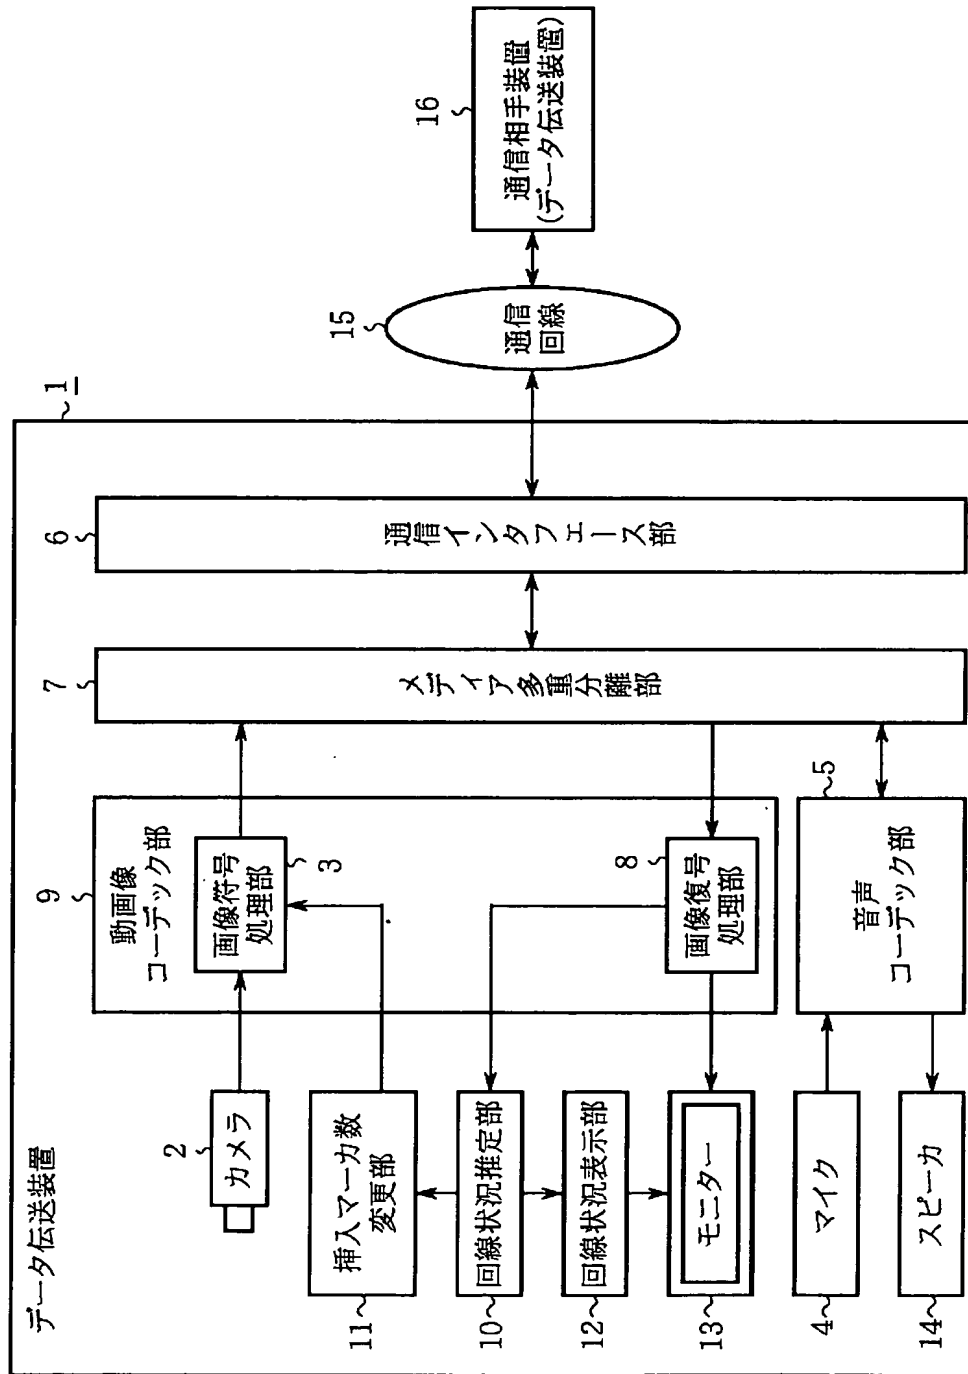 データ伝送装置
1
2
カメラ
挿入マーカ数
変更部
11
回線状況推定部
10
回線状況表示部
12
モニター
13
マイク
4
スピーカ
14
9
動画像
コーデック部
画像符号
処理部
3
8
画像復号
処理部
5
音声
コーデック部
7
メディア多重分離部
6
通信インタフェース部
15
通信
回線
16
通信相手装置
(データ伝送装置)